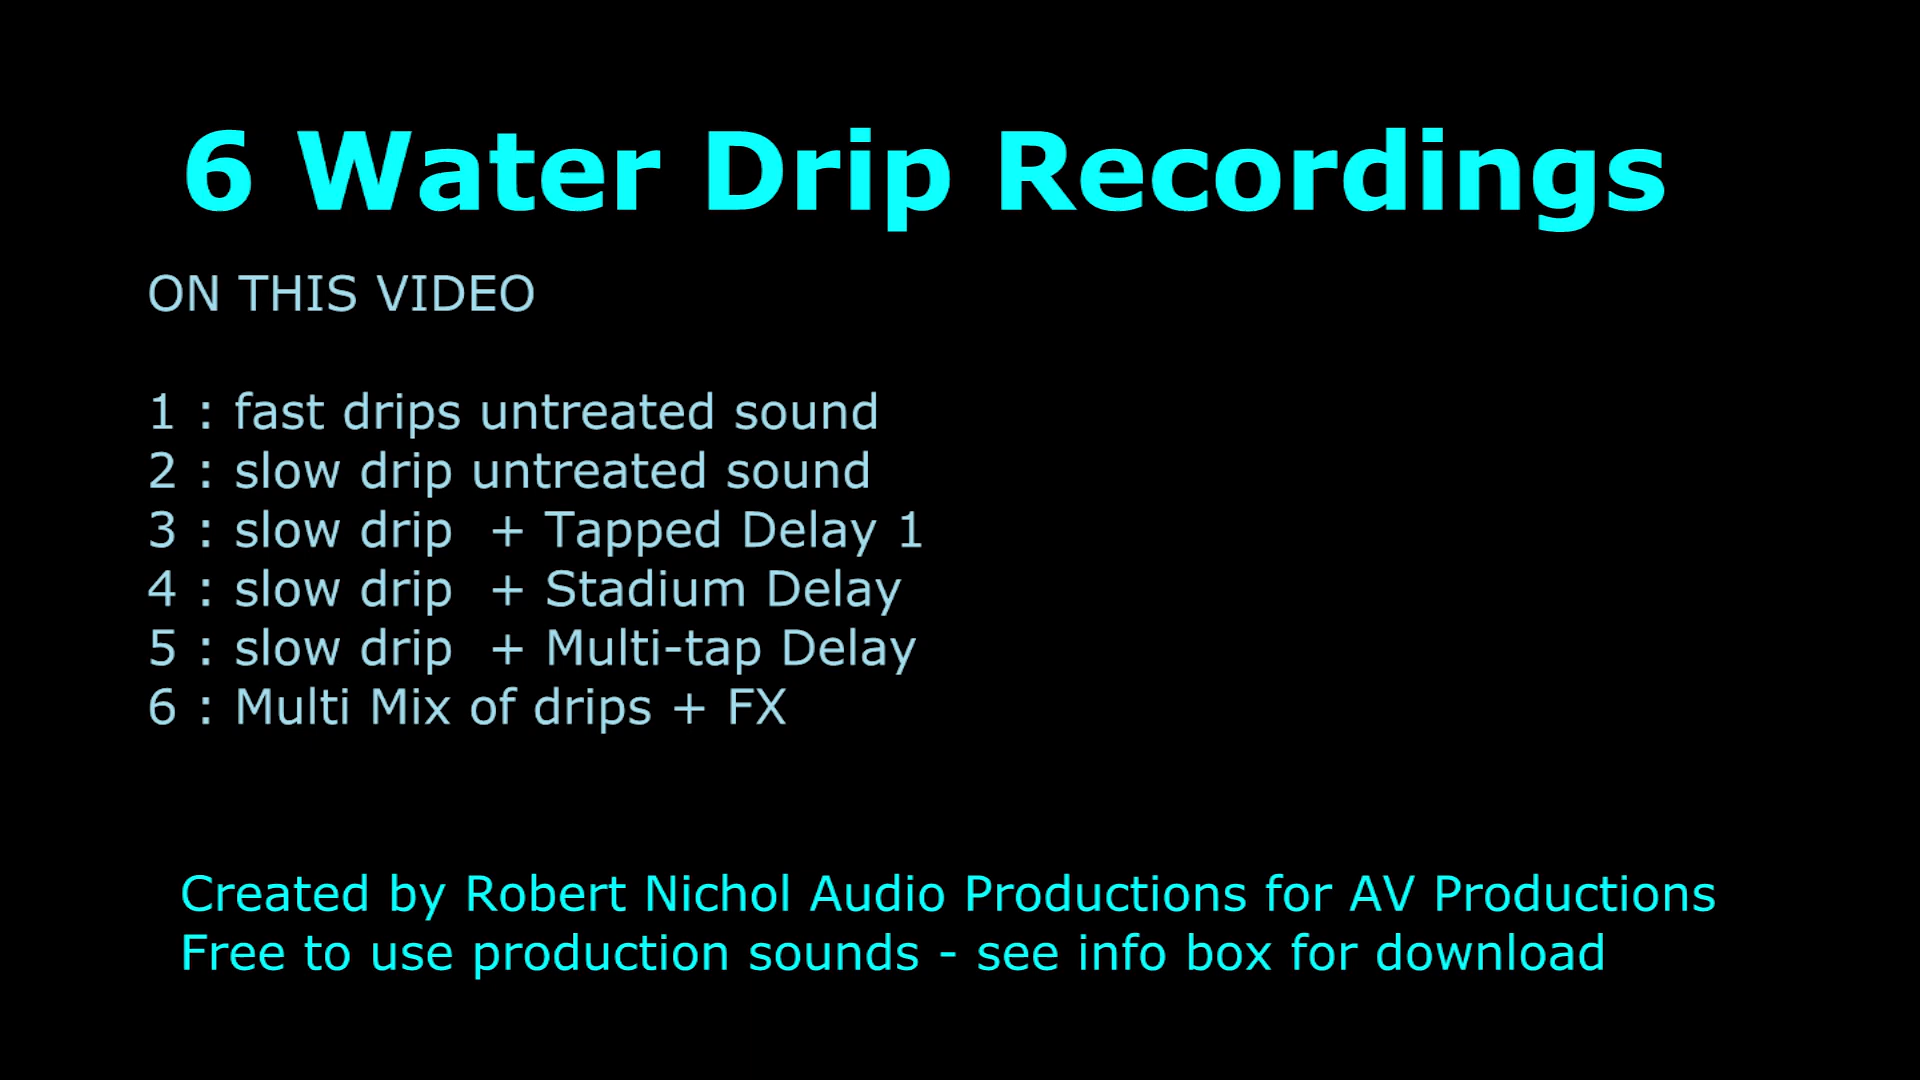 6 Water Drip Recordings
ON THIS VIDEO
1 : fast drips untreated sound
2 : slow drip untreated sound
3 : slow drip  + Tapped Delay 1
4 : slow drip  + Stadium Delay
5 : slow drip  + Multi-tap Delay
6 : Multi Mix of drips + FX
Created by Robert Nichol Audio Productions for AV Productions
Free to use production sounds - see info box for download